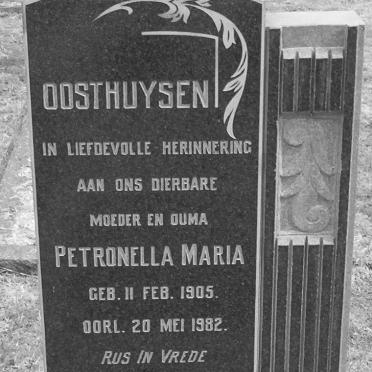 OOSTHUYSEN
IN LIEFDEVOLLE HERINNERING
AAN ONS DIERBARE
MOEDER EN OUMA
PETRONELLA MARIA
GEB. 11 FEB. 1905.
OORL. 20 MEI 1982.
RUS IN VREDE